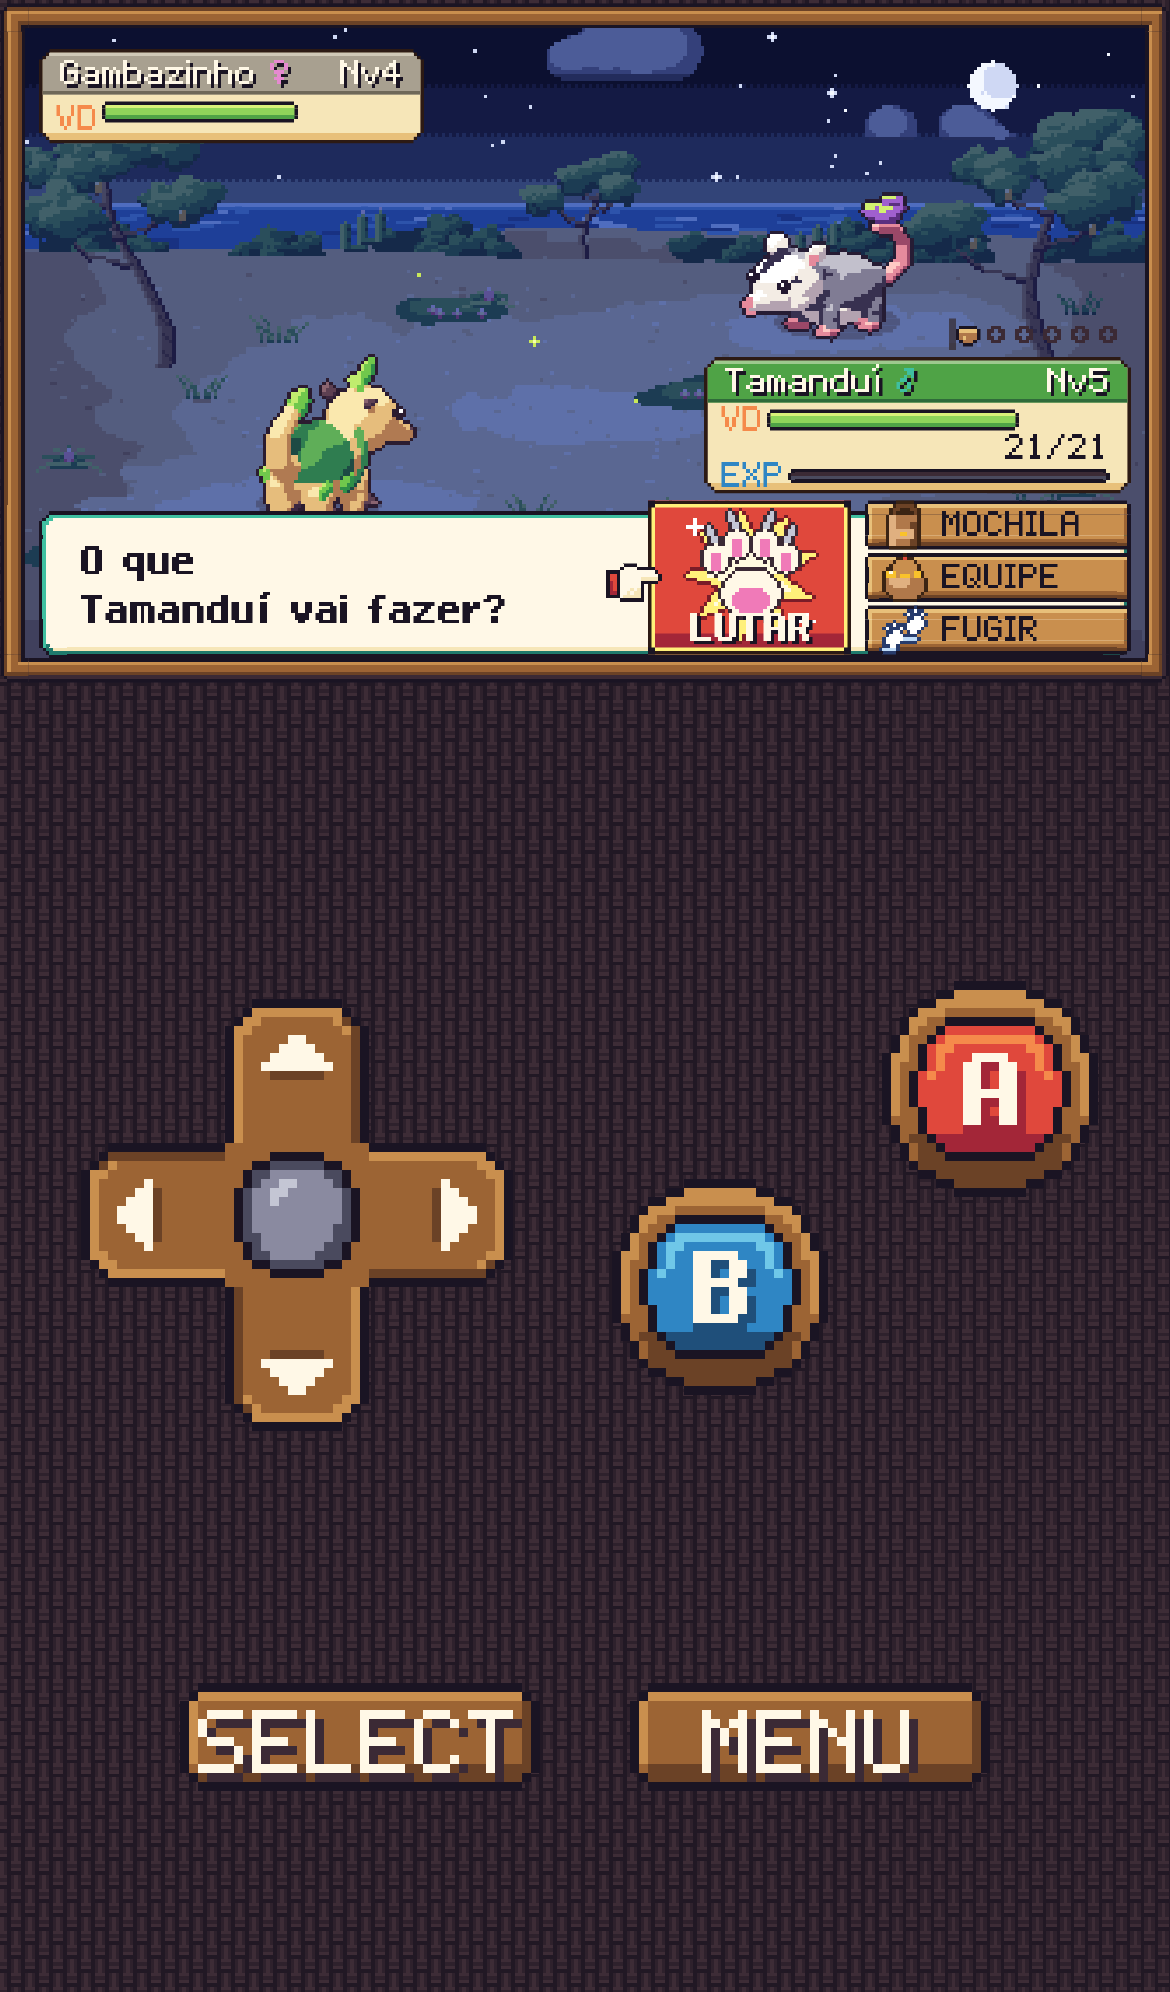 Gambazinho ♀ Nv4
VD
Tamanduí ♂ Nv5
VD
21/21
EXP
O que
Tamanduí vai fazer?
LUTAR
MOCHILA
EQUIPE
FUGIR
A
B
SELECT
MENU